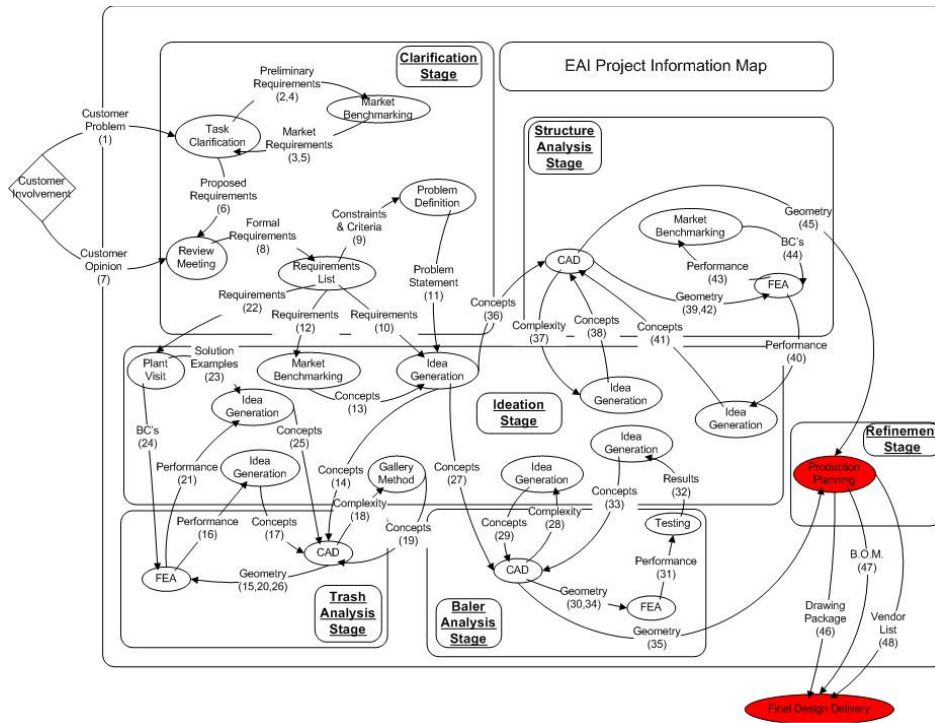 EAI Project Information Map
Clarification
Stage
Preliminary
Requirements
(2,4)
Market
Benchmarking
Customer
Problem
(1)
Task
Clarification
Market
Requirements
(3,5)
Customer
Involvement
Proposed
Requirements
(6)
Customer
Opinion
(7)
Review
Meeting
Formal
Requirements
(8)
Constraints
& Criteria
(9)
Problem
Definition
Requirements
List
Problem
Statement
(11)
Requirements
(22)
Requirements
(12)
Requirements
(10)
Structure
Analysis
Stage
Market
Benchmarking
Geometry
(45)
BC's
(44)
CAD
Performance
(43)
FEA
Geometry
(39,42)
Concepts
(36)
Complexity
(37)
Concepts
(38)
Concepts
(41)
Performance
(40)
Plant
Visit
Solution
Examples
(23)
Market
Benchmarking
Idea
Generation
Concepts
(13)
Idea
Generation
Ideation
Stage
Idea
Generation
Idea
Generation
BC's
(24)
Concepts
(25)
Performance
(21)
Idea
Generation
Concepts
(14)
Gallery
Method
Concepts
(27)
Idea
Generation
Idea
Generation
Results
(32)
Concepts
(33)
Performance
(16)
Concepts
(17)
Complexity
(18)
Concepts
(19)
Concepts
(29)
Complexity
(28)
Testing
CAD
FEA
Geometry
(15,20,26)
Trash
Analysis
Stage
CAD
Performance
(31)
Geometry
(30,34)
FEA
Baler
Analysis
Stage
Geometry
(35)
Refinement
Stage
Production
Planning
B.O.M.
(47)
Drawing
Package
(46)
Vendor
List
(48)
Final Design Delivery